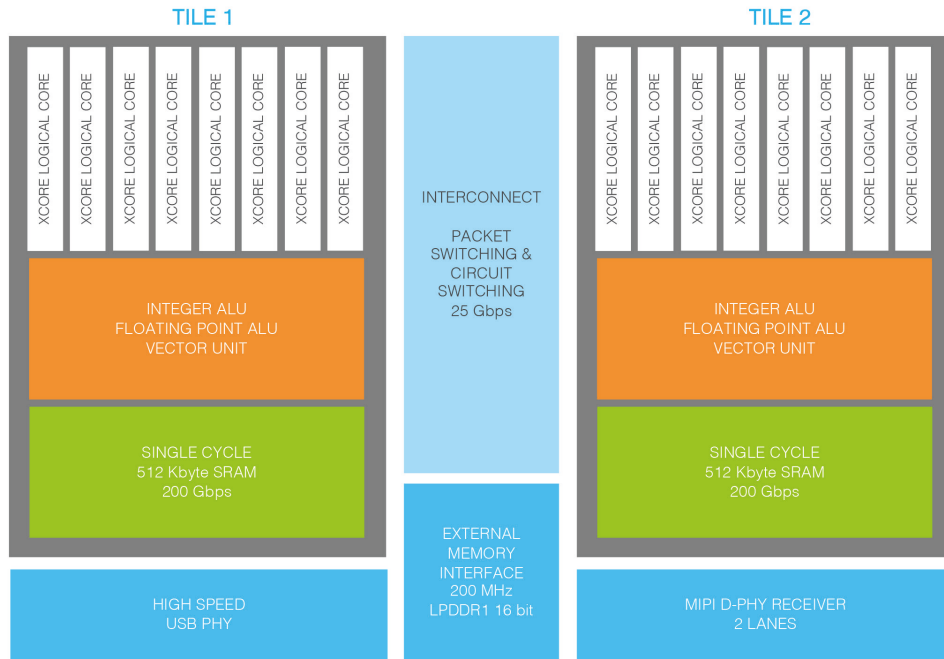 TILE 1
XCORE LOGICAL CORE
XCORE LOGICAL CORE
XCORE LOGICAL CORE
XCORE LOGICAL CORE
XCORE LOGICAL CORE
XCORE LOGICAL CORE
XCORE LOGICAL CORE
XCORE LOGICAL CORE
INTEGER ALU
FLOATING POINT ALU
VECTOR UNIT
SINGLE CYCLE
512 Kbyte SRAM
200 Gbps
HIGH SPEED
USB PHY
INTERCONNECT
PACKET
SWITCHING &
CIRCUIT
SWITCHING
25 Gbps
EXTERNAL
MEMORY
INTERFACE
200 MHz
LPDDR1 16 bit
TILE 2
XCORE LOGICAL CORE
XCORE LOGICAL CORE
XCORE LOGICAL CORE
XCORE LOGICAL CORE
XCORE LOGICAL CORE
XCORE LOGICAL CORE
XCORE LOGICAL CORE
XCORE LOGICAL CORE
INTEGER ALU
FLOATING POINT ALU
VECTOR UNIT
SINGLE CYCLE
512 Kbyte SRAM
200 Gbps
MIPI D-PHY RECEIVER
2 LANES